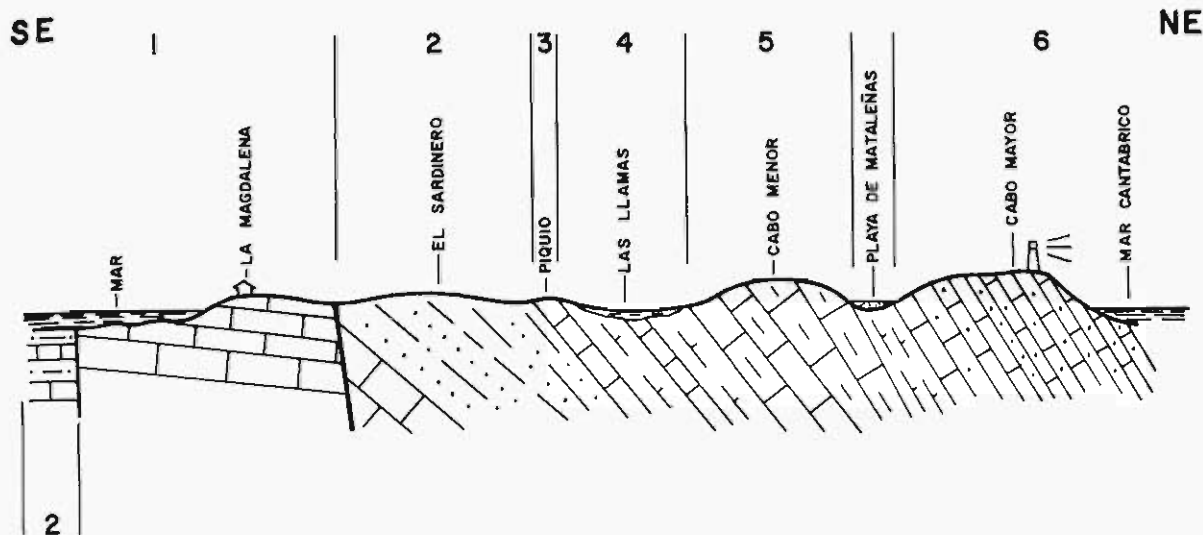 SE
1
2
3
4
5
6
NE
MAR
LA MAGDALENA
EL SARDINERO
PIQUIO
LAS LLAMAS
CABO MENOR
PLAYA DE MATALEÑAS
CABO MAYOR
MAR CANTABRICO
2